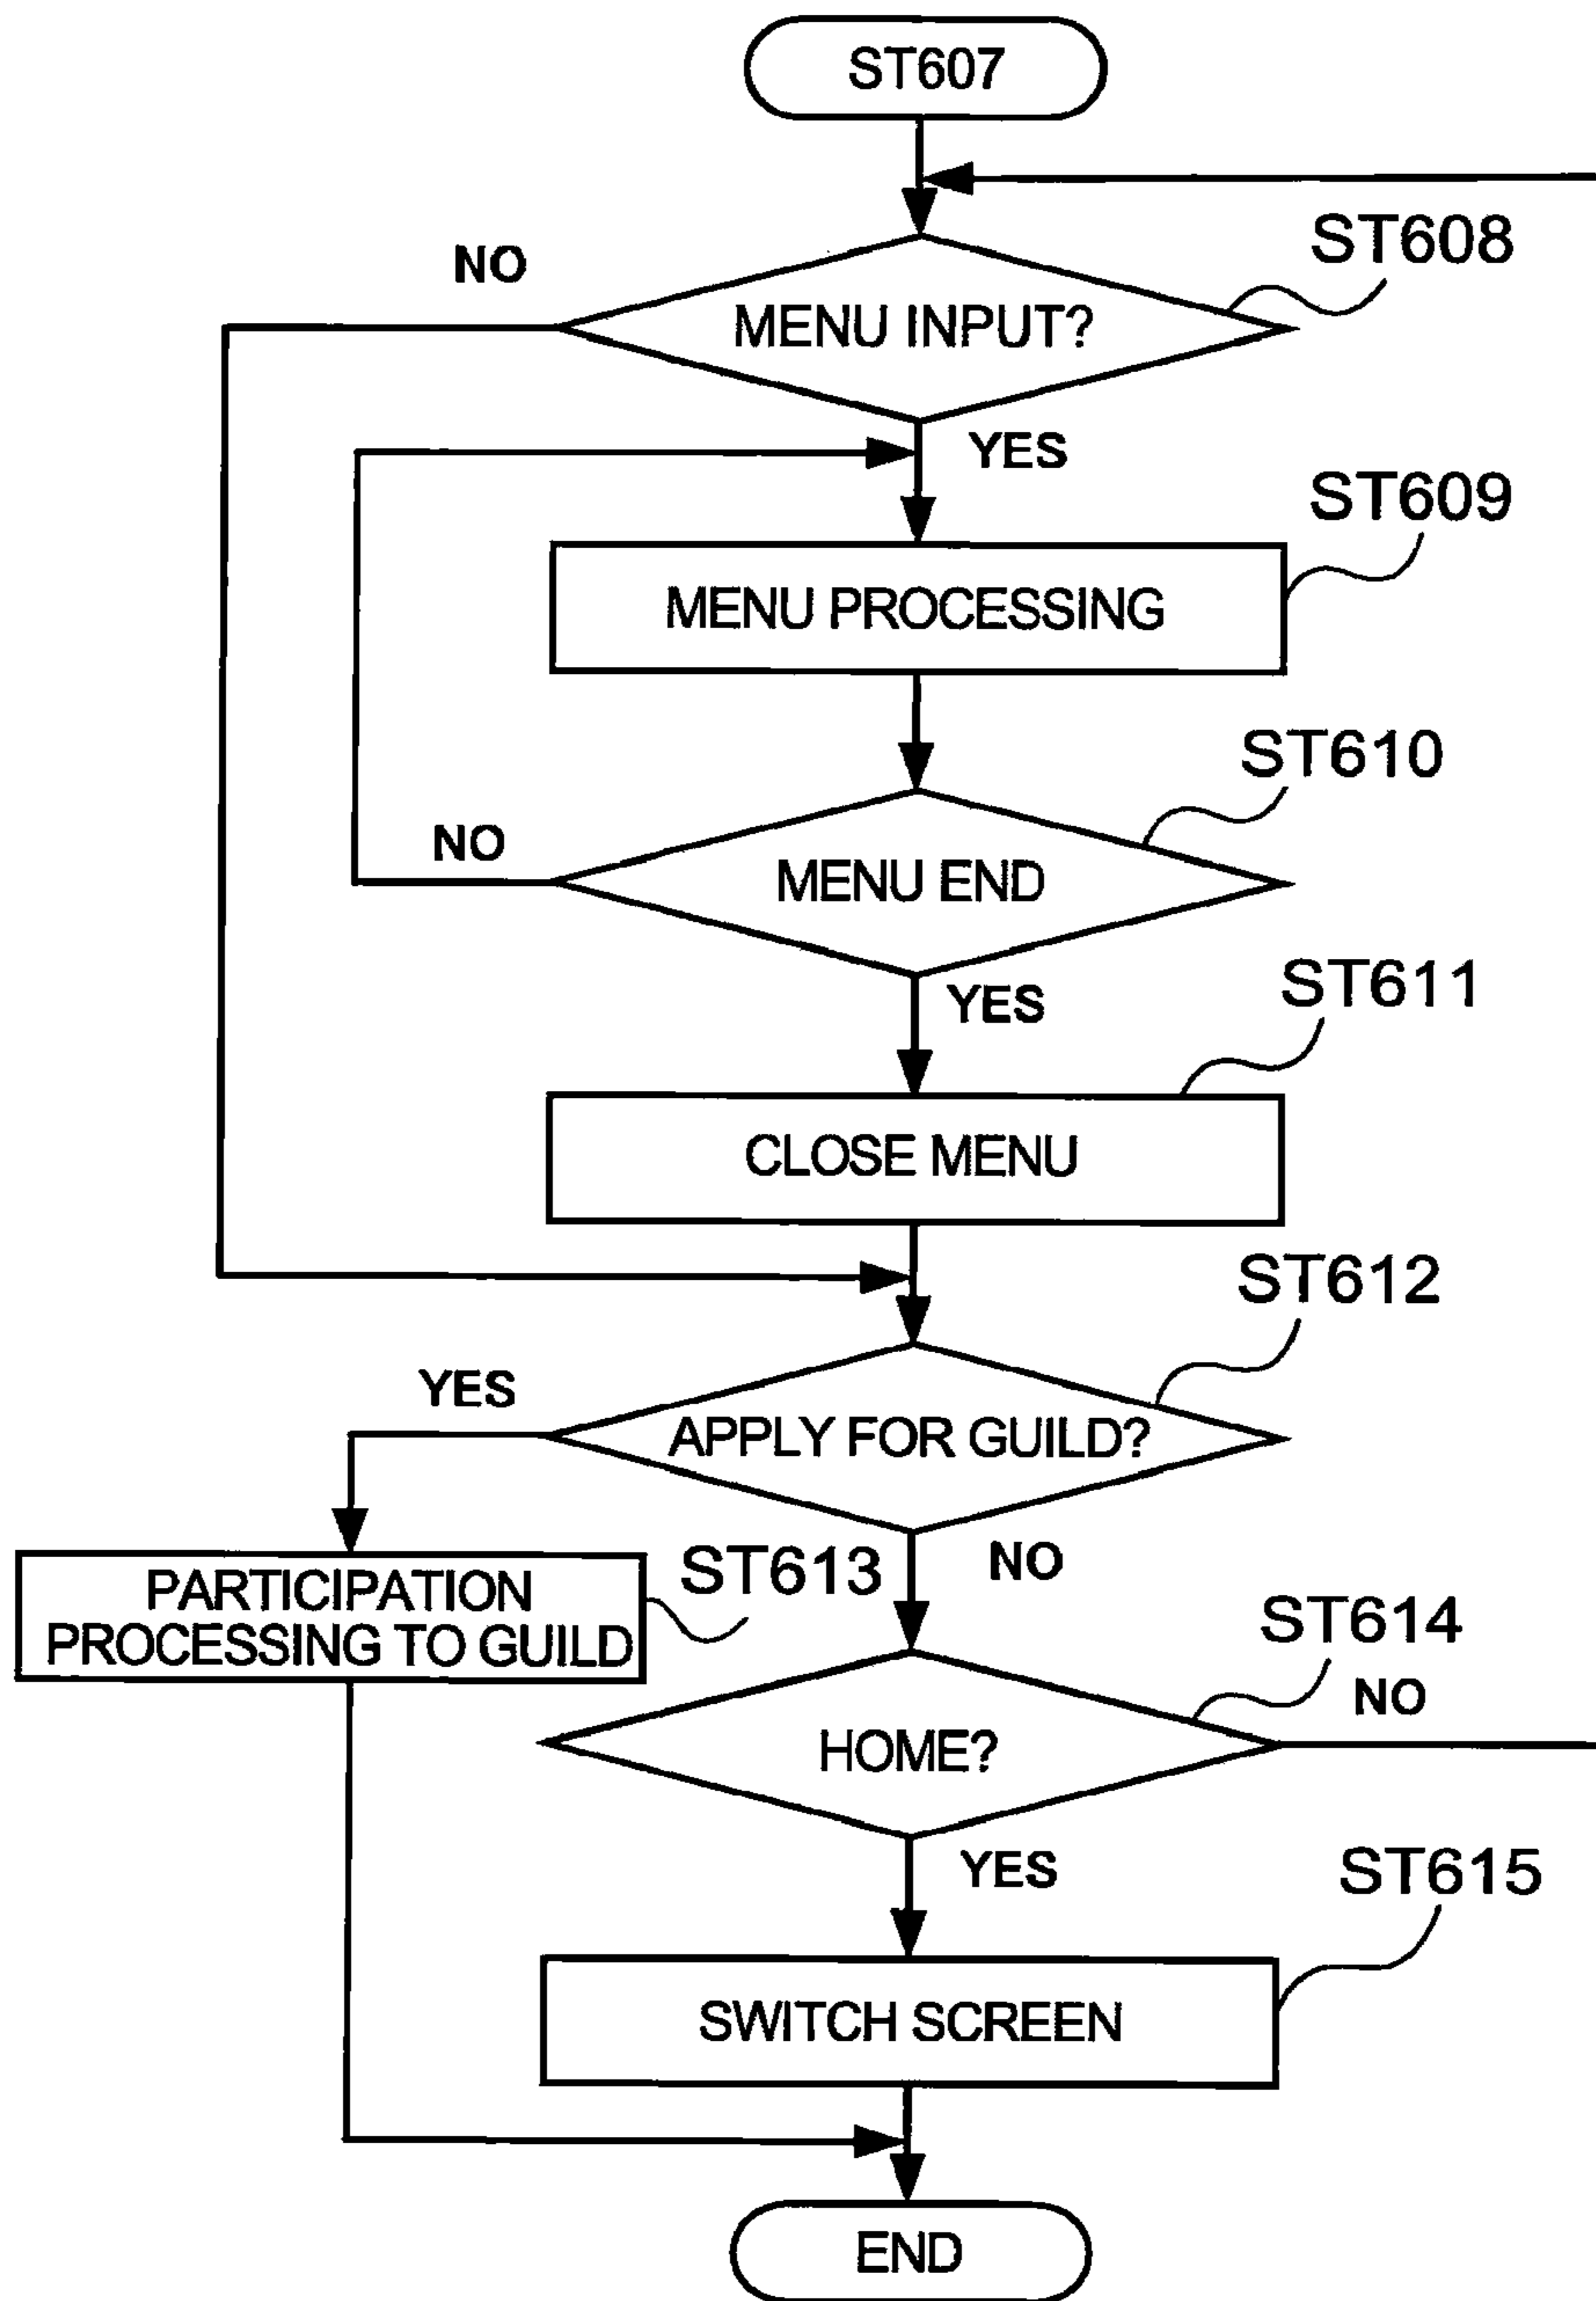 ST607
NO
ST608
MENU INPUT?
YES
ST609
MENU PROCESSING
ST610
NO
MENU END
YES
ST611
CLOSE MENU
ST612
YES
APPLY FOR GUILD?
NO
ST613
PARTICIPATION
PROCESSING TO GUILD
ST614
NO
HOME?
YES
ST615
SWITCH SCREEN
END